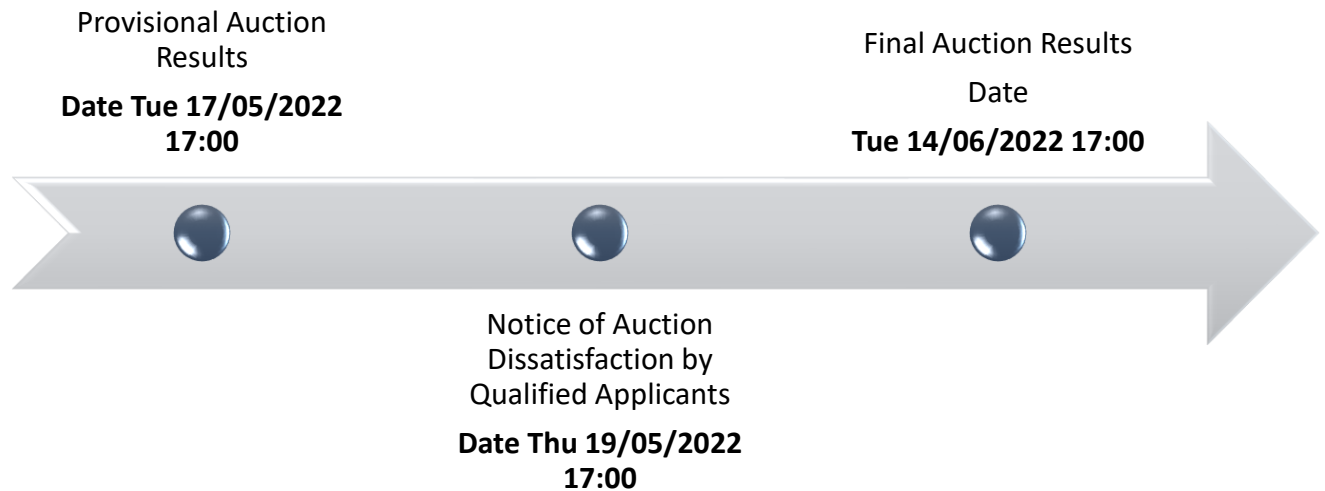 Provisional Auction
Results
Date Tue 17/05/2022
17:00
Notice of Auction
Dissatisfaction by
Qualified Applicants
Date Thu 19/05/2022
17:00
Final Auction Results
Date
Tue 14/06/2022 17:00